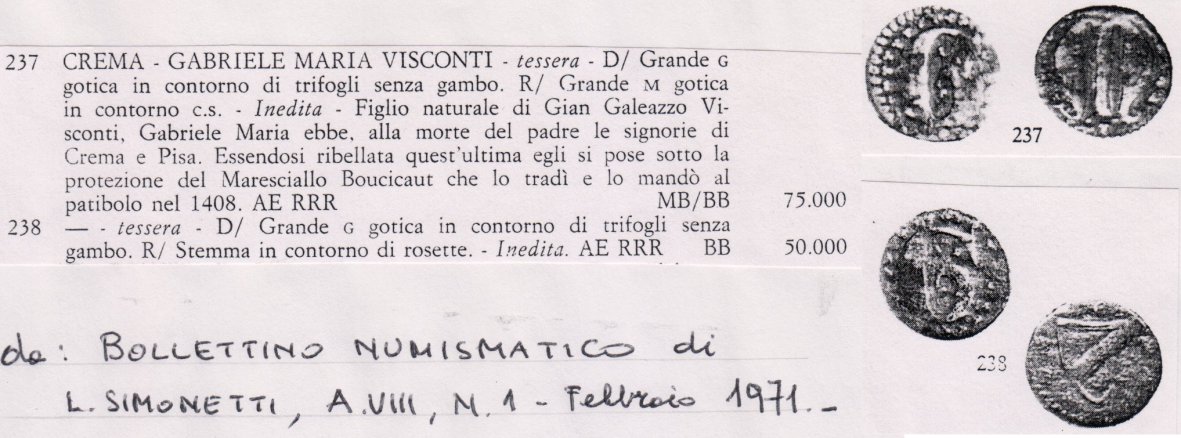 237 CREMA - GABRIELE MARIA VISCONTI - tessera - D/ Grande G
gotica in contorno di trifogli senza gambo. R/ Grande M gotica
in contorno c.s. - Inedita - Figlio naturale di Gian Galeazzo Vi-
sconti, Gabriele Maria ebbe, alla morte del padre le signorie di
Crema e Pisa. Essendosi ribellata quest'ultima egli si pose sotto la
protezione del Maresciallo Boucicaut che lo tradì e lo mandò al
patibolo nel 1408. AE RRR MB/BB 75.000
238 — - tessera - D/ Grande G gotica in contorno di trifogli senza
gambo. R/ Stemma in contorno di rosette. - Inedita. AE RRR BB 50.000
237
238
da: BOLLETTINO NUMISMATICO di
L. SIMONETTI, A. VIII, N. 1 - Febbraio 1971.-